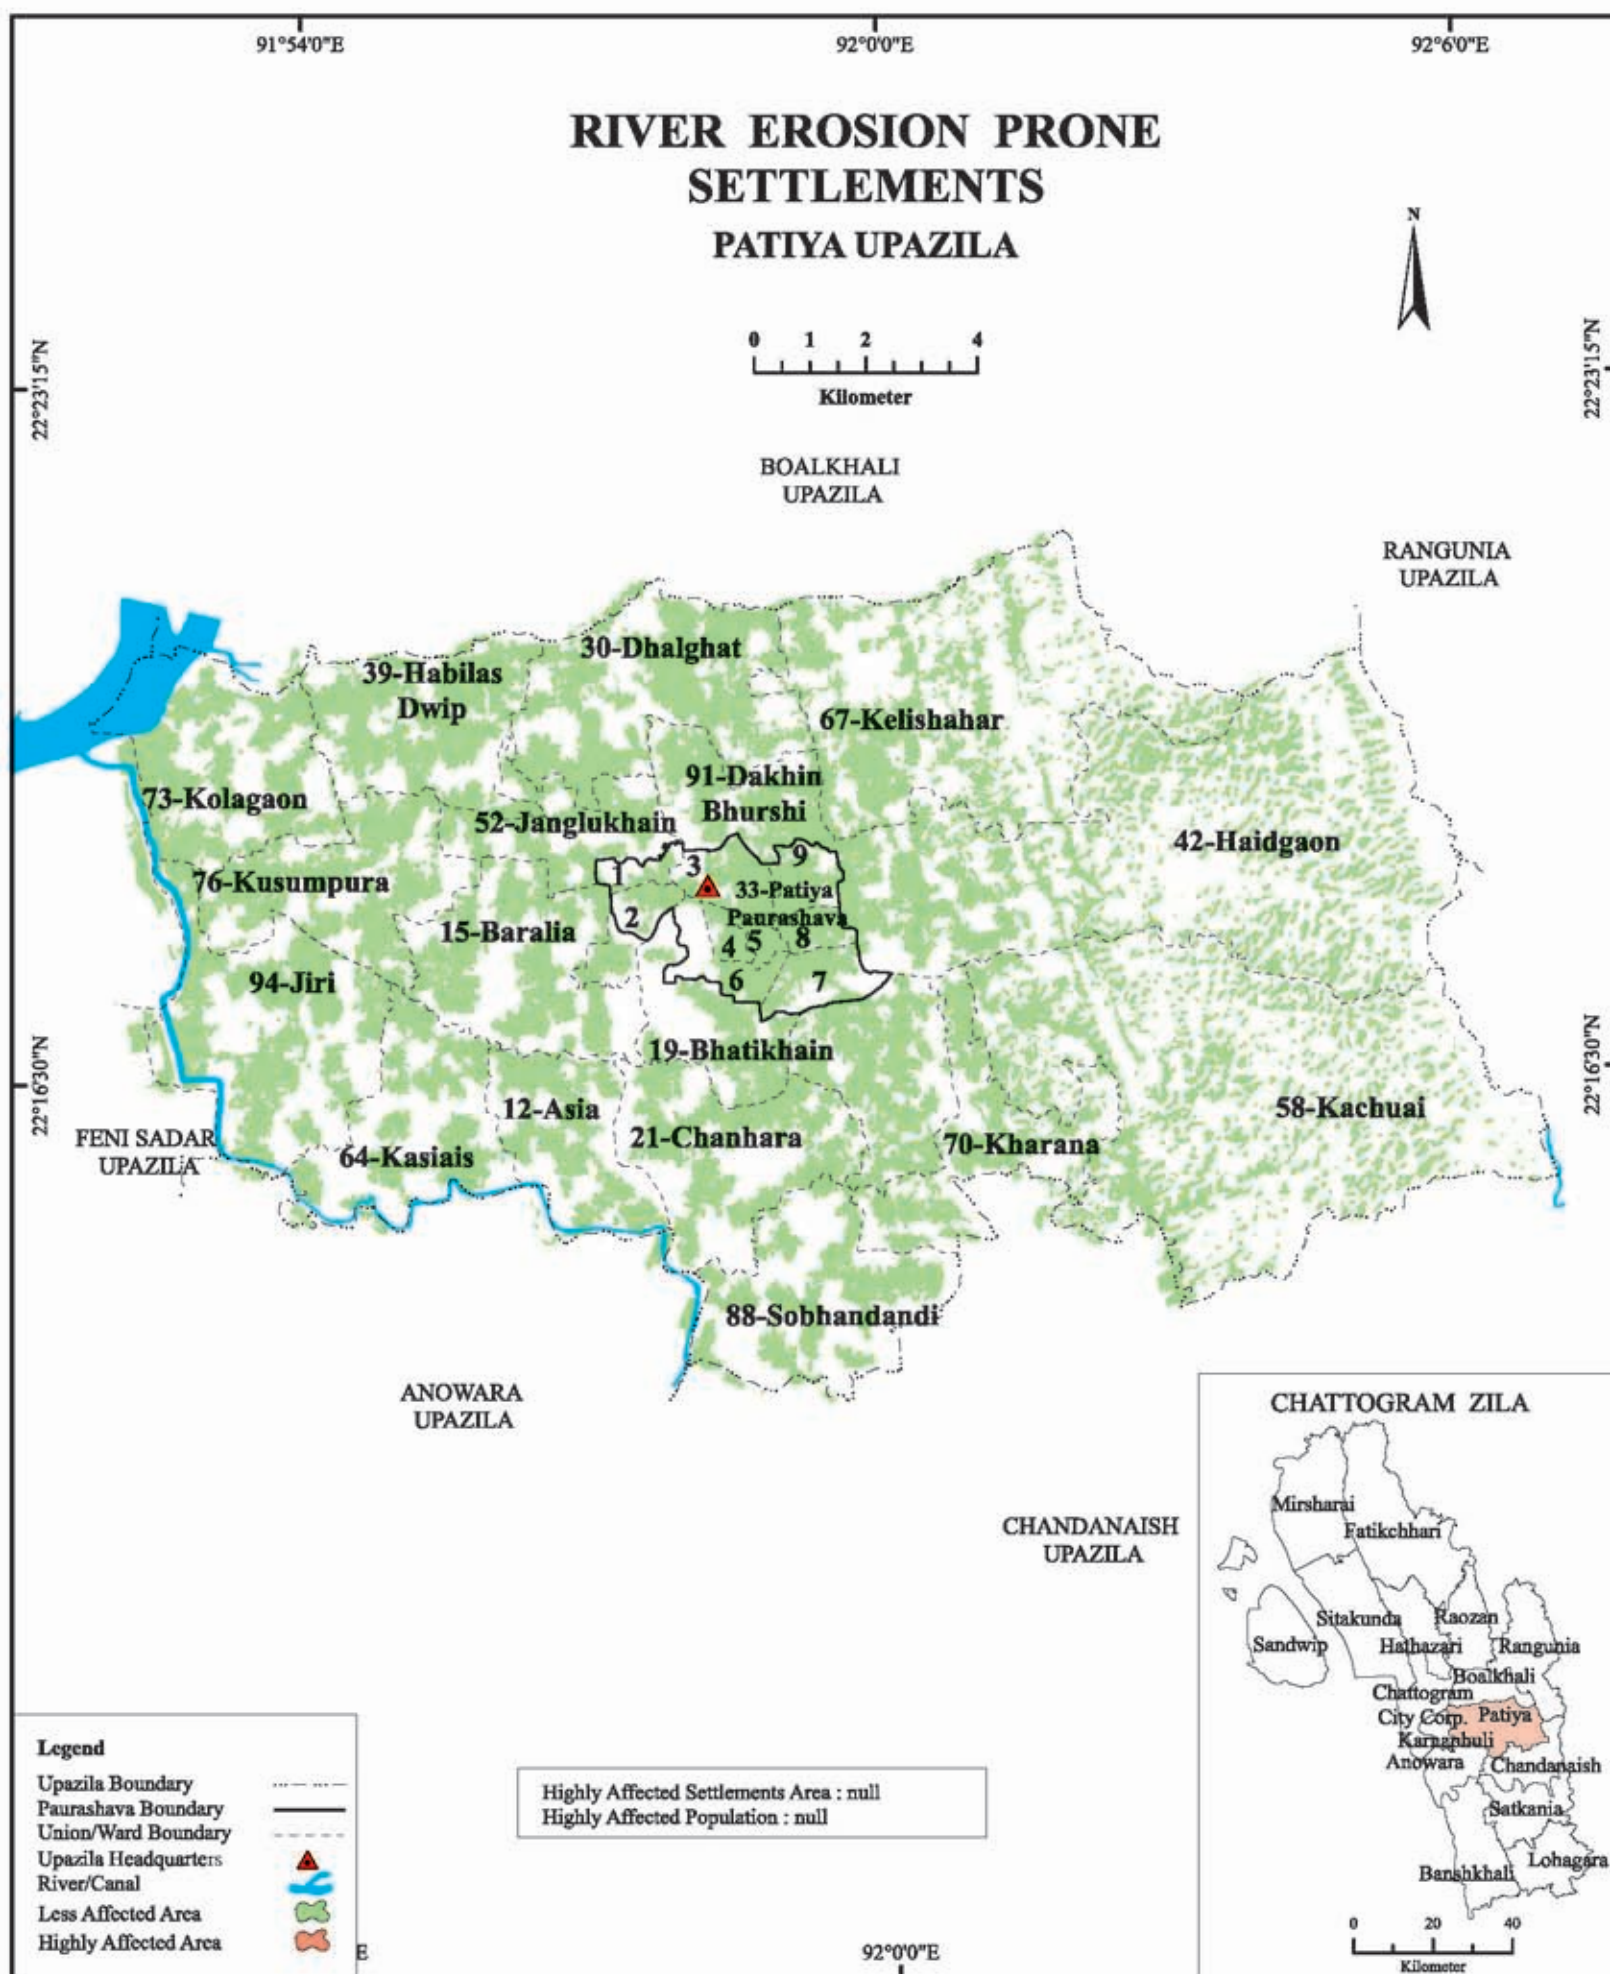 91°54'0"E
92°0'0"E
92°6'0"E
RIVER EROSION PRONE
SETTLEMENTS
PATIYA UPAZILA
N
0 1 2 4
Kilometer
22°23'15"N
22°23'15"N
BOALKHALI
UPAZILA
RANGUNIA
UPAZILA
30-Dhalghat
39-Habilas
Dwip
67-Kelishahar
91-Dakhin
Bhurshi
73-Kolagaon
52-Janglukhain
42-Haidgaon
76-Kusumpura
1
3
9
33-Patiya
Paurashava
2
15-Baralia
4
5
8
6
7
94-Jiri
19-Bhatikhain
22°16'30"N
22°16'30"N
12-Asia
58-Kachuai
FENI SADAR
UPAZILA
21-Chanhara
70-Kharana
64-Kasiais
88-Sobhandandi
ANOWARA
UPAZILA
CHANDANAISH
UPAZILA
CHATTOGRAM ZILA
Mirsharai
Fatikchhari
Sitakunda
Raozan
Sandwip
Hathazari
Rangunia
Boalkhali
Chattogram
City Corp.
Patiya
Karnaphuli
Anowara
Chandanaish
Satkania
Banshkhali
Lohagara
0 20 40
Kilometer
Legend
Upazila Boundary
Paurashava Boundary
Union/Ward Boundary
Upazila Headquarters
River/Canal
Less Affected Area
Highly Affected Area
Highly Affected Settlements Area : null
Highly Affected Population : null
E
92°0'0"E